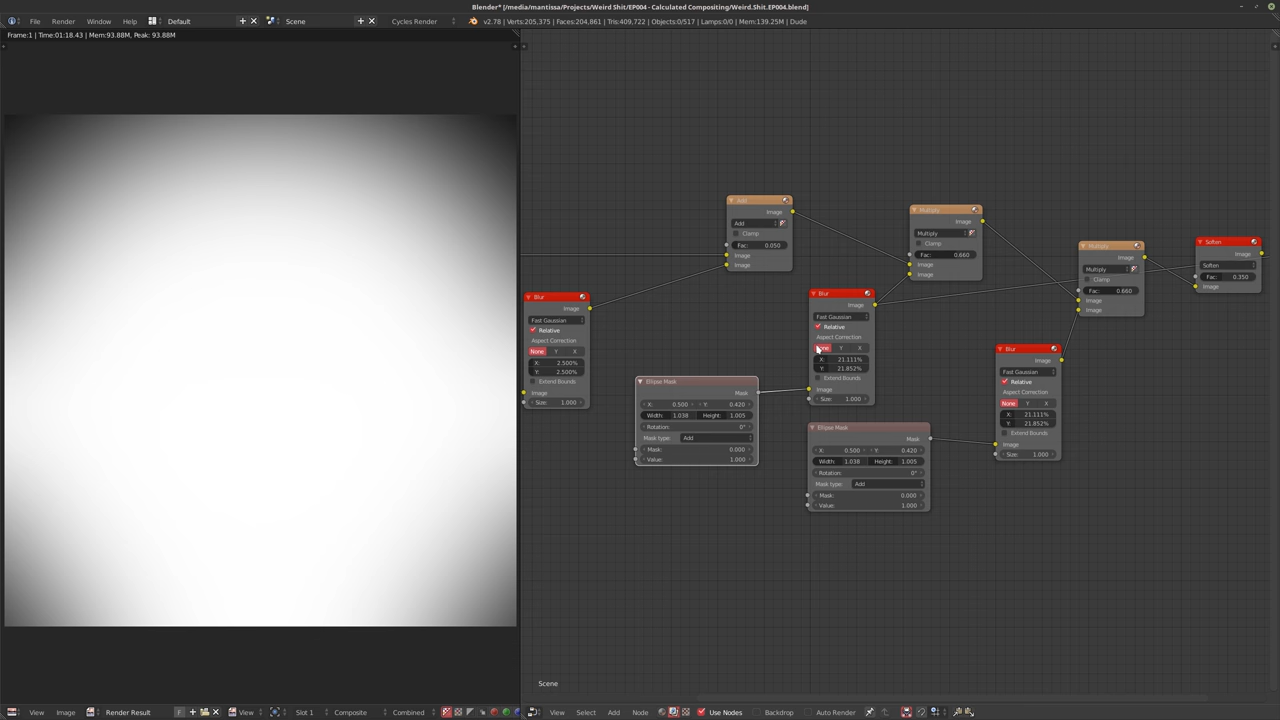 Blender* [/media/mantissa/Projects/Weird Shit/EP004 - Calculated Compositing/Weird.Shit.EP004.blend]
File Render Window Help Default Scene Cycles Render v2.78 | Verts:205,375 | Faces:204,861 | Tris:409,722 | Objects:0/517 | Lamps:0/0 | Mem:139.25M | Dude
Frame:1 | Time:01:18.43 | Mem:93.88M, Peak: 93.88M
Blur
Image
Fast Gaussian
Relative
Aspect Correction
None Y X
X: 2.500%
Y: 2.500%
Extend Bounds
Image
Size: 1.000
Add
Image
Add
Clamp
Fac: 0.050
Image
Image
Ellipse Mask
Mask
X: 0.500 Y: 0.420
Width: 1.038 Height: 1.005
Rotation: 0°
Mask type: Add
Mask: 0.000
Value: 1.000
Blur
Image
Fast Gaussian
Relative
Aspect Correction
None Y X
X: 21.111%
Y: 21.852%
Extend Bounds
Image
Size: 1.000
Ellipse Mask
Mask
X: 0.500 Y: 0.420
Width: 1.038 Height: 1.005
Rotation: 0°
Mask type: Add
Mask: 0.000
Value: 1.000
Multiply
Image
Multiply
Clamp
Fac: 0.660
Image
Image
Blur
Image
Fast Gaussian
Relative
Aspect Correction
None Y X
X: 21.111%
Y: 21.852%
Extend Bounds
Image
Size: 1.000
Multiply
Image
Multiply
Clamp
Fac: 0.660
Image
Image
Soften
Image
Soften
Fac: 0.350
Image
Scene
View Image Render Result F View Slot 1 Composite Combined
View Select Add Node Use Nodes Backdrop Auto Render